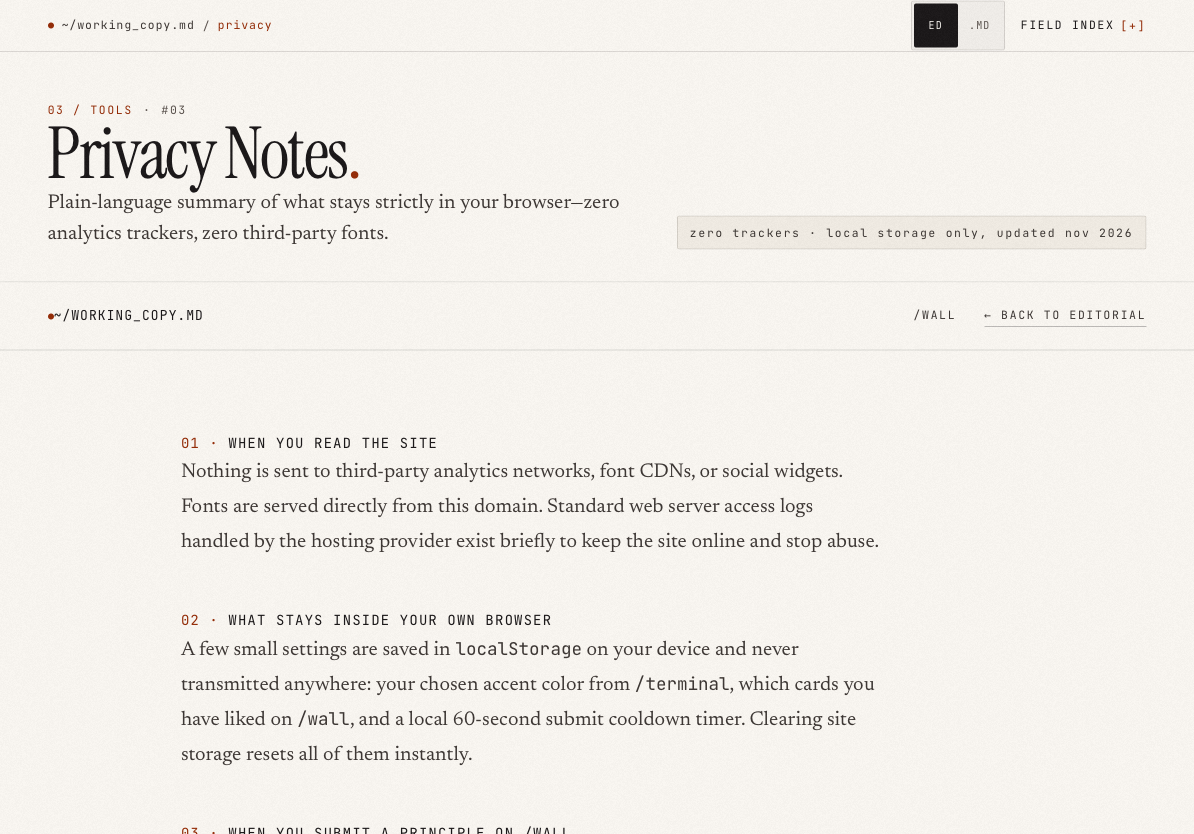 ~/working_copy.md / privacy
ED .MD FIELD INDEX [+]
03 / TOOLS · #03
Privacy Notes.
Plain-language summary of what stays strictly in your browser—zero
analytics trackers, zero third-party fonts.
zero trackers · local storage only, updated nov 2026
~/WORKING_COPY.MD
/WALL ← BACK TO EDITORIAL
01 · WHEN YOU READ THE SITE
Nothing is sent to third-party analytics networks, font CDNs, or social widgets.
Fonts are served directly from this domain. Standard web server access logs
handled by the hosting provider exist briefly to keep the site online and stop abuse.
02 · WHAT STAYS INSIDE YOUR OWN BROWSER
A few small settings are saved in localStorage on your device and never
transmitted anywhere: your chosen accent color from /terminal, which cards you
have liked on /wall, and a local 60-second submit cooldown timer. Clearing site
storage resets all of them instantly.
03 · WHEN YOU SUBMIT A PRINCIPLE ON /WALL